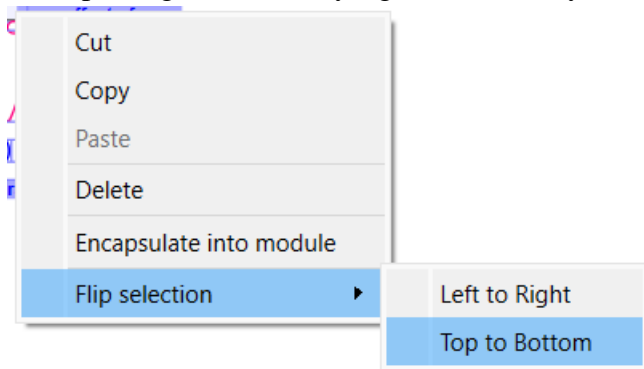 Cut
Copy
Paste
Delete
Encapsulate into module
Flip selection
Left to Right
Top to Bottom